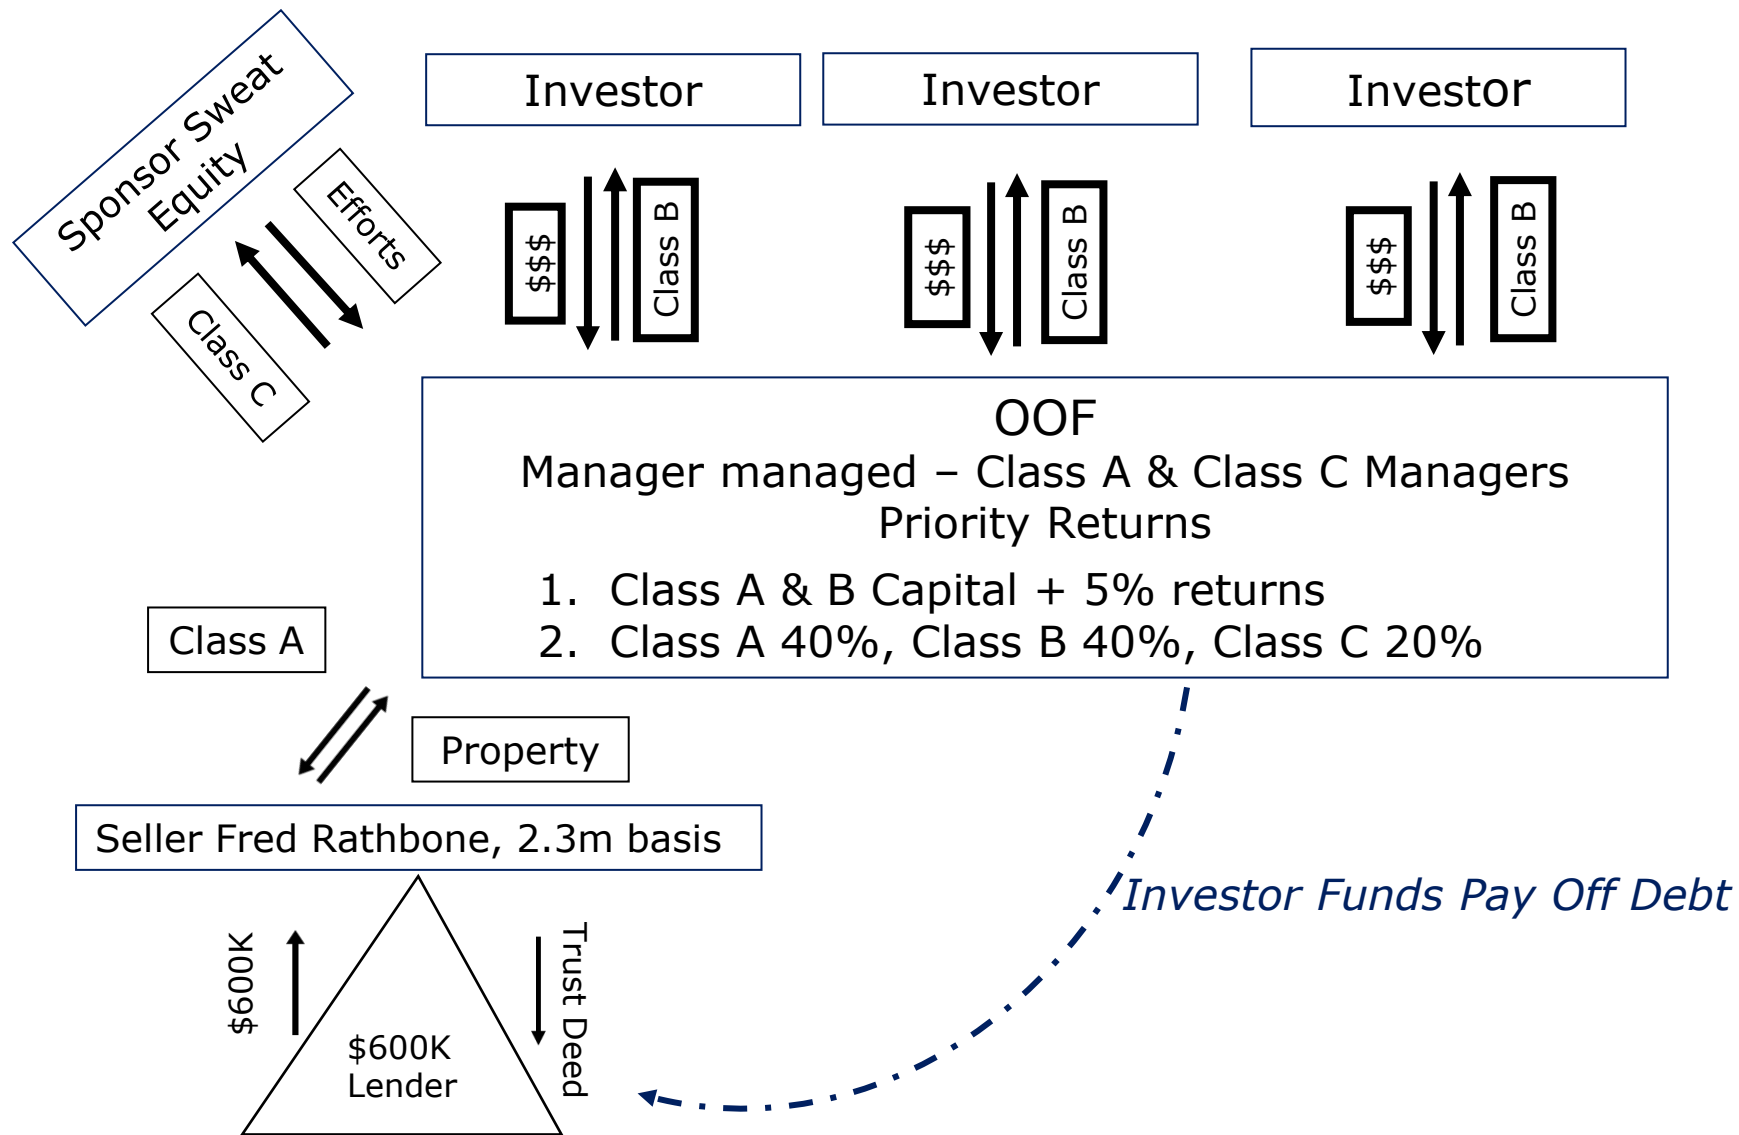 Sponsor Sweat
Equity
Efforts
Class C
Investor
Investor
Investor
$$$
Class B
$$$
Class B
$$$
Class B
OOF
Manager managed – Class A & Class C Managers
Priority Returns
1. Class A & B Capital + 5% returns
2. Class A 40%, Class B 40%, Class C 20%
Class A
Property
Seller Fred Rathbone, 2.3m basis
Investor Funds Pay Off Debt
$600K
Trust Deed
$600K
Lender